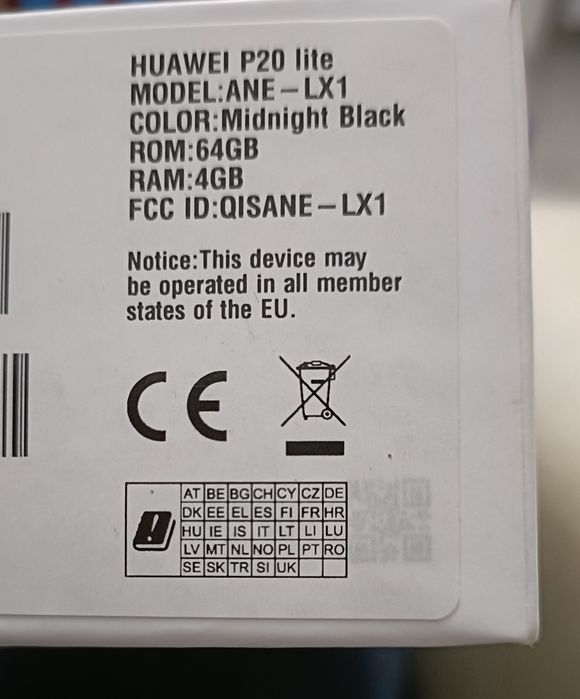 HUAWEI P20 lite
MODEL:ANE-LX1
COLOR:Midnight Black
ROM:64GB
RAM:4GB
FCC ID:QISANE-LX1
Notice:This device may
be operated in all member
states of the EU.
CE
AT BE BG CH CY CZ DE
DK EE EL ES FI FR HR
HU IE IS IT LT LI LU
LV MT NL NO PL PT RO
SE SK TR SI UK